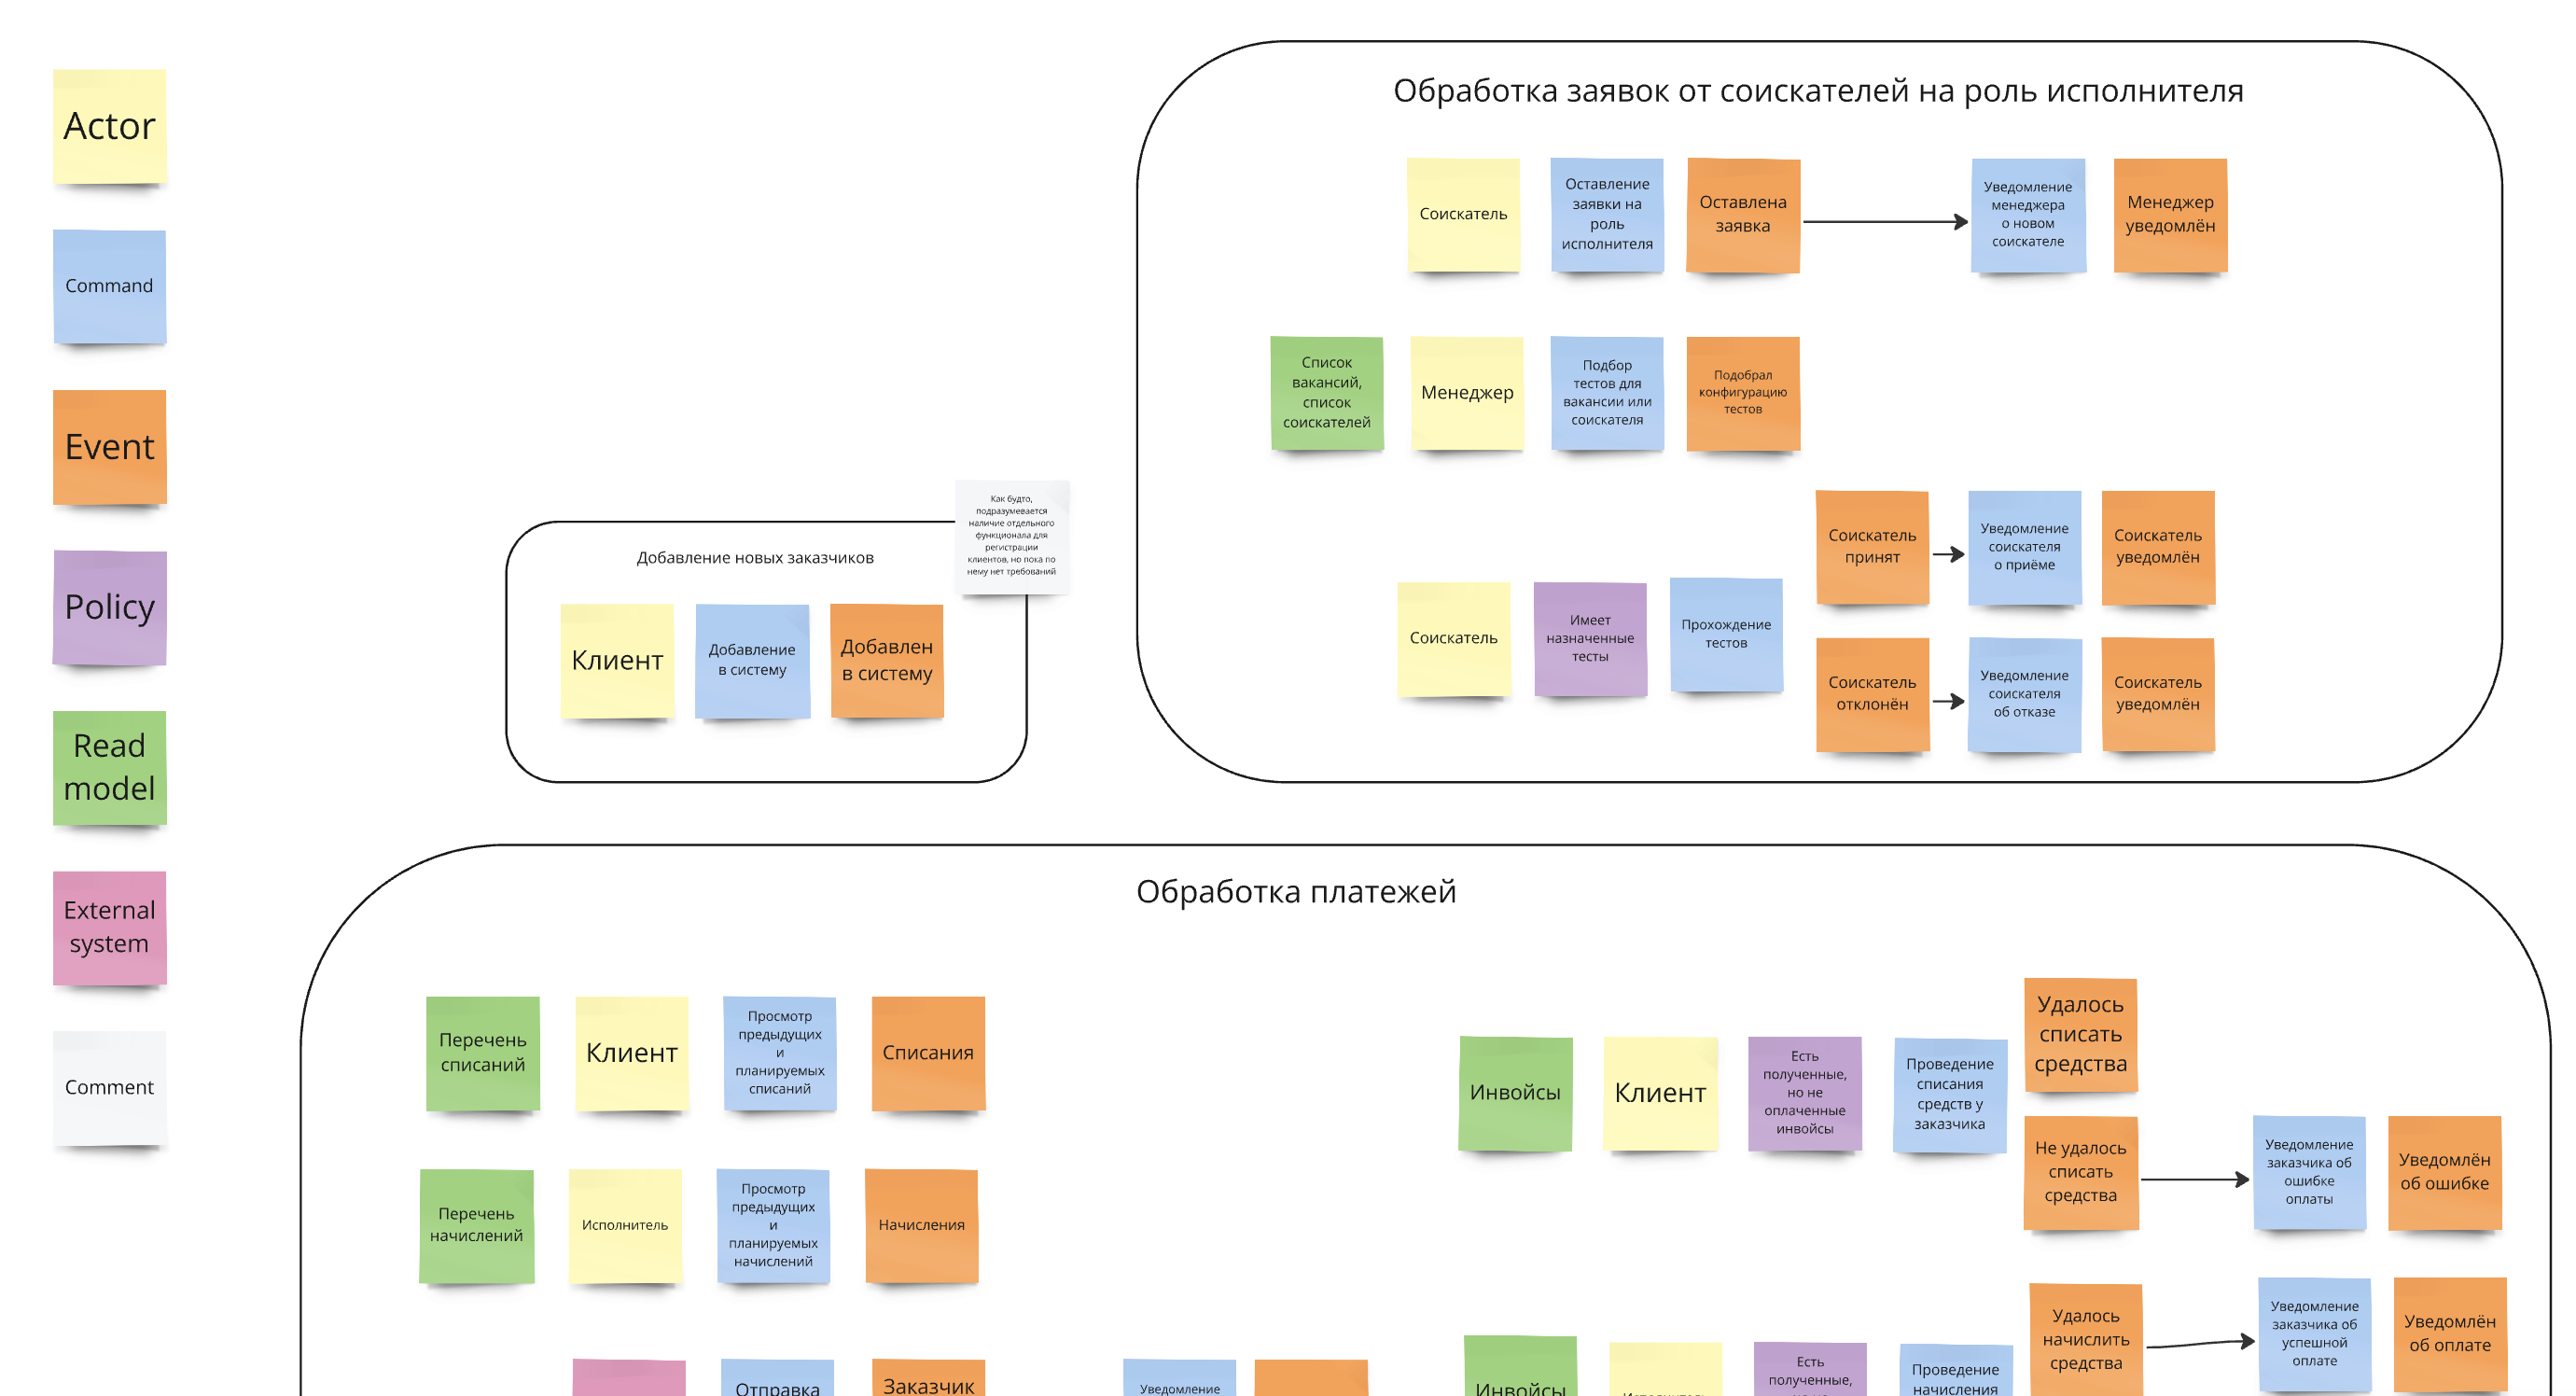 Actor
Command
Event
Policy
Read
model
External
system
Comment
Обработка заявок от соискателей на роль исполнителя
Соискатель
Оставление
заявки на
роль
исполнителя
Оставлена
заявка
Уведомление
менеджера
о новом
соискателе
Менеджер
уведомлён
Список
вакансий,
список
соискателей
Менеджер
Подбор
тестов для
вакансии или
соискателя
Подобрал
конфигурацию
тестов
Соискатель
Имеет
назначенные
тесты
Прохождение
тестов
Соискатель
принят
Уведомление
соискателя
о приёме
Соискатель
уведомлён
Соискатель
отклонён
Уведомление
соискателя
об отказе
Соискатель
уведомлён
Как будто,
подразумевается
наличие отдельного
функционала для
регистрации
клиентов, но пока по
нему нет требований
Добавление новых заказчиков
Клиент
Добавление
в систему
Добавлен
в систему
Обработка платежей
Перечень
списаний
Клиент
Просмотр
предыдущих
и
планируемых
списаний
Списания
Инвойсы
Клиент
Есть
полученные,
но не
оплаченные
инвойсы
Проведение
списания
средств у
заказчика
Удалось
списать
средства
Не удалось
списать
средства
Уведомление
заказчика об
ошибке
оплаты
Уведомлён
об ошибке
Перечень
начислений
Исполнитель
Просмотр
предыдущих
и
планируемых
начислений
Начисления
Удалось
начислить
средства
Уведомление
заказчика об
успешной
оплате
Уведомлён
об оплате
Отправка
Заказчик
Уведомление
Инвойсы
Есть
полученные,
Проведение
начисления